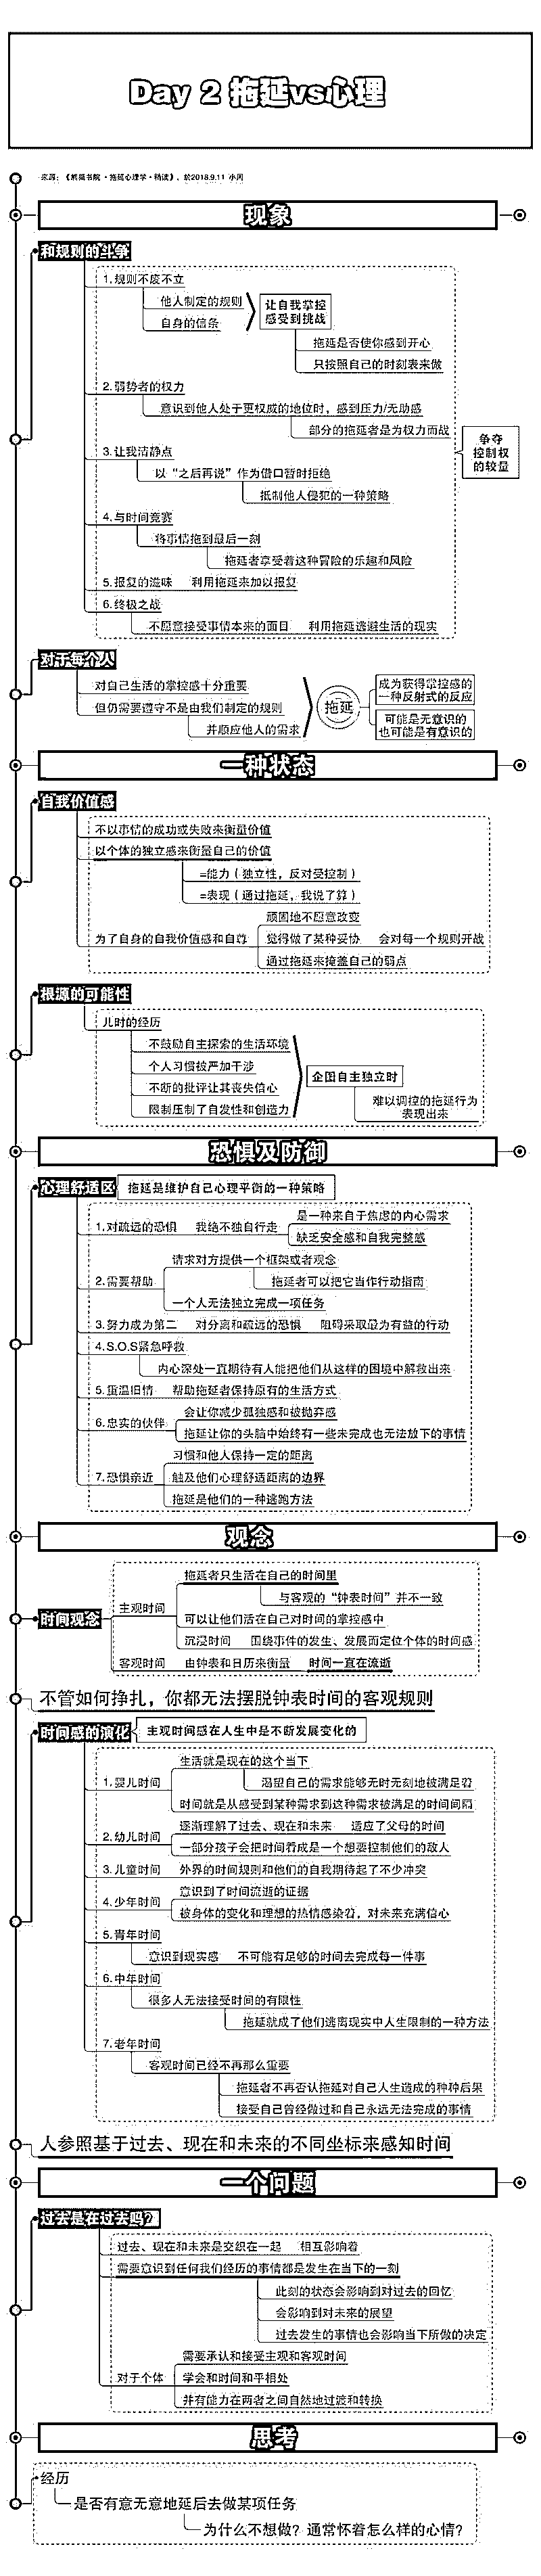 Day 2 拖延vs心理
来源：《熊猫书院·拖延心理学·精读》，於2018.9.11 小冈
现象
和规则的斗争
1.规则不废不立
他人制定的规则
自身的信条
让自我掌控
感受到挑战
拖延是否使你感到开心
只按照自己的时刻表来做
2.弱势者的权力
意识到他人处于更权威的地位时，感到压力/无助感
部分的拖延者是为权力而战
3.让我洁静点
以“之后再说”作为借口暂时拒绝
抵制他人侵犯的一种策略
4.与时间竞赛
将事情拖到最后一刻
拖延者享受着这种冒险的乐趣和风险
5.报复的滋味 利用拖延来加以报复
6.终极之战
不愿意接受事情本来的面目 利用拖延逃避生活的现实
争夺
控制权
的较量
对于每个人
对自己生活的掌控感十分重要
但仍需要遵守不是由我们制定的规则
并顺应他人的需求
拖延
成为获得掌控感的
一种反射式的反应
可能是无意识的
也可能是有意识的
一种状态
自我价值感
不以事情的成功或失败来衡量价值
以个体的独立感来衡量自己的价值
=能力（独立性，反对受控制）
=表现（通过拖延，我说了算）
为了自身的自我价值感和自尊
顽固地不愿意改变
觉得做了某种妥协 会对每一个规则开战
通过拖延来掩盖自己的弱点
根源的可能性
儿时的经历
不鼓励自主探索的生活环境
个人习惯被严加干涉
不断的批评让其丧失信心
限制压制了自发性和创造力
企图自主独立时
难以调控的拖延行为
表现出来
恐惧及防御
心理舒适区
拖延是维护自己心理平衡的一种策略
1.对疏远的恐惧 我绝不独自行走
是一种来自于焦虑的内心需求
缺乏安全感和自我完整感
2.需要帮助
请求对方提供一个框架或者观念
拖延者可以把它当作行动指南
一个人无法独立完成一项任务
3.努力成为第二 对分离和疏远的恐惧 阻碍采取最为有益的行动
4.S.O.S紧急呼救
内心深处一直期待有人能把他们从这样的困境中解救出来
5.重温旧情 帮助拖延者保持原有的生活方式
6.忠实的伙伴
会让你减少孤独感和被抛弃感
拖延让你的头脑中始终有一些未完成也无法放下的事情
7.恐惧亲近
习惯和他人保持一定的距离
触及他们心理舒适距离的边界
拖延是他们的一种逃跑方法
观念
时间观念
主观时间
拖延者只生活在自己的时间里
与客观的“钟表时间”并不一致
可以让他们活在自己对时间的掌控感中
沉浸时间 围绕事件的发生、发展而定位个体的时间感
客观时间 由钟表和日历来衡量 时间一直在流逝
不管如何挣扎，你都无法摆脱钟表时间的客观规则
时间感的演化
主观时间感在人生中是不断发展变化的
1.婴儿时间
生活就是现在的这个当下
渴望自己的需求能够无时无刻地被满足着
时间就是从感受到某种需求到这种需求被满足的时间间隔
2.幼儿时间
逐渐理解了过去、现在和未来 适应了父母的时间
一部分孩子会把时间看成是一个想要控制他们的敌人
3.儿童时间 外界的时间规则和他们的自我期待起了不少冲突
4.少年时间
意识到了时间流逝的证据
被身体的变化和理想的热情感染着，对未来充满信心
5.青年时间
意识到现实感 不可能有足够的时间去完成每一件事
6.中年时间
很多人无法接受时间的有限性
拖延就成了他们逃离现实中人生限制的一种方法
7.老年时间
客观时间已经不再那么重要
拖延者不再否认拖延对自己人生造成的种种后果
接受自己曾经做过和自己永远无法完成的事情
人参照基于过去、现在和未来的不同坐标来感知时间
一个问题
过去是在过去吗？
过去、现在和未来是交织在一起 相互影响着
需要意识到任何我们经历的事情都是发生在当下的一刻
此刻的状态会影响到对过去的回忆
会影响到对未来的展望
过去发生的事情也会影响当下所做的决定
对于个体
需要承认和接受主观和客观时间
学会和时间和平相处
并有能力在两者之间自然地过渡和转换
思考
经历
是否有意无意地延后去做某项任务
为什么不想做？通常怀着怎么样的心情？